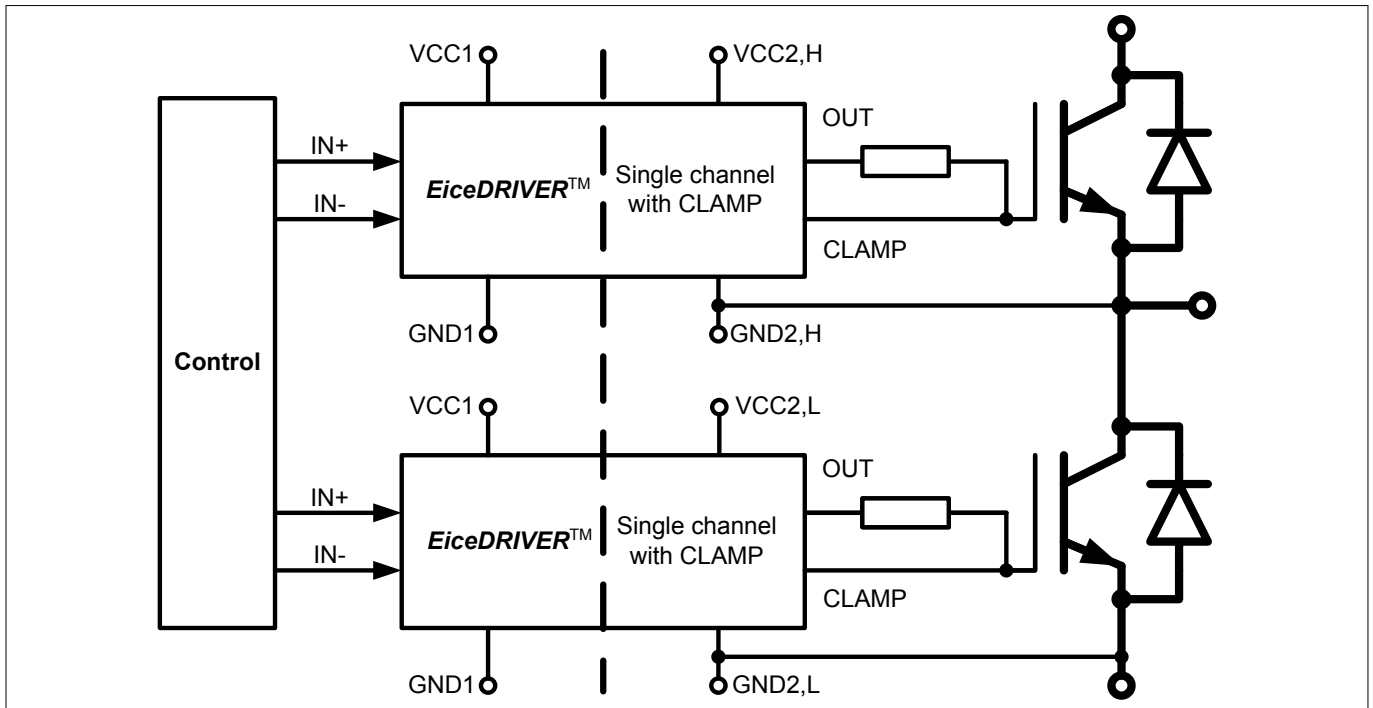 VCC1
VCC2,H
OUT
IN+
IN-
EiceDRIVER™
Single channel
with CLAMP
CLAMP
GND1
GND2,H
Control
VCC1
VCC2,L
OUT
IN+
IN-
EiceDRIVER™
Single channel
with CLAMP
CLAMP
GND1
GND2,L